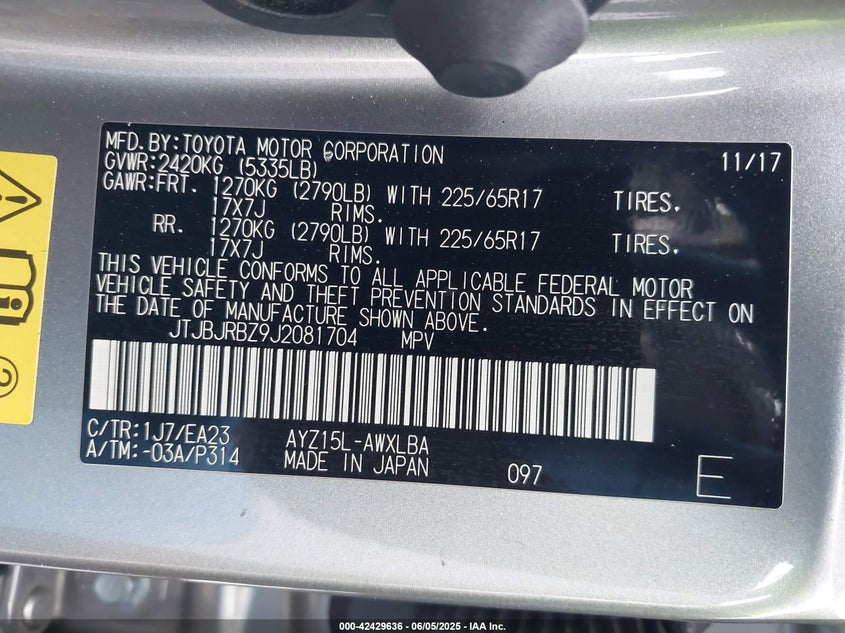 MFD.BY:TOYOTA MOTOR CORPORATION 11/17
GVWR:2420KG (5335LB)
GAWR:FRT. 1270KG (2790LB) WITH 225/65R17 TIRES.
17X7J RIMS.
RR. 1270KG (2790LB) WITH 225/65R17 TIRES.
17X7J RIMS.
THIS VEHICLE CONFORMS TO ALL APPLICABLE FEDERAL MOTOR
VEHICLE SAFETY AND THEFT PREVENTION STANDARDS IN EFFECT ON
THE DATE OF MANUFACTURE SHOWN ABOVE.
JTJBJRBZ9J2081704 MPV
C/TR:1J7/EA23 AYZ15L-AWXLBA
A/TM:-03A/P314 MADE IN JAPAN 097 E
2
000-42429636 - 06/05/2025 - IAA Inc.